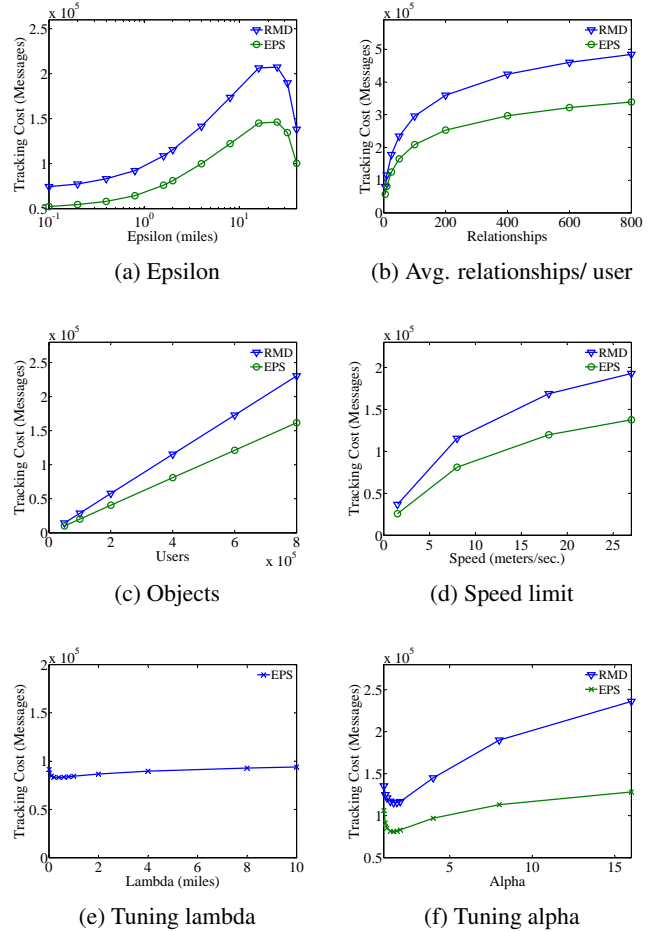 x 10^5
2.5
2
1.5
1
0.5
Tracking Cost (Messages)
RMD
EPS
10^-1
10^0
10^1
Epsilon (miles)
(a) Epsilon
x 10^5
5
4
3
2
1
0
Tracking Cost (Messages)
RMD
EPS
200
400
600
800
Relationships
(b) Avg. relationships/ user
x 10^5
2.5
2
1.5
1
0.5
0
Tracking Cost (Messages)
RMD
EPS
2
4
6
8
Users
x 10^5
(c) Objects
x 10^5
2
1.5
1
0.5
0
Tracking Cost (Messages)
RMD
EPS
0
5
10
15
20
25
Speed (meters/sec.)
(d) Speed limit
x 10^5
2
1.5
1
0.5
0
Tracking Cost (Messages)
EPS
0
2
4
6
8
10
Lambda (miles)
(e) Tuning lambda
x 10^5
2.5
2
1.5
1
0.5
Tracking Cost (Messages)
RMD
EPS
5
10
15
Alpha
(f) Tuning alpha